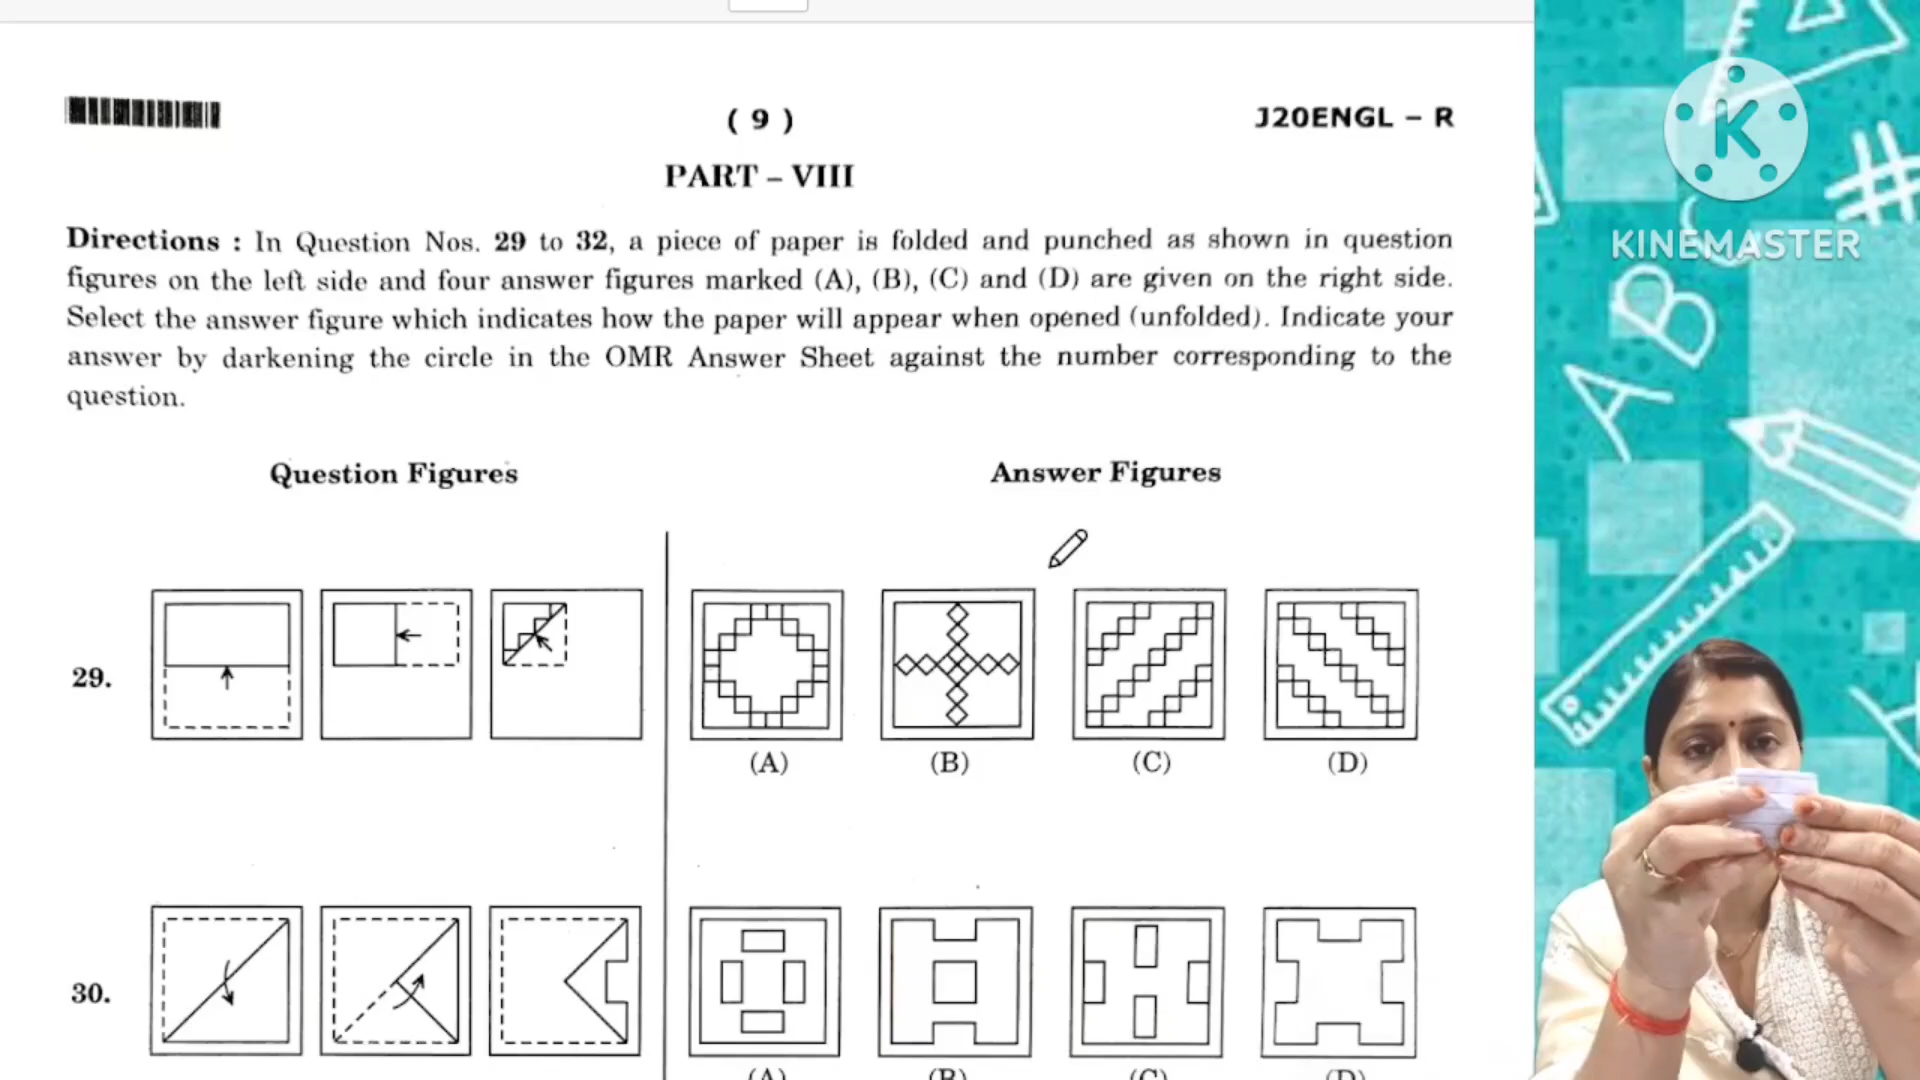 ( 9 )
J20ENGL – R
PART – VIII
Directions : In Question Nos. 29 to 32, a piece of paper is folded and punched as shown in question
figures on the left side and four answer figures marked (A), (B), (C) and (D) are given on the right side.
Select the answer figure which indicates how the paper will appear when opened (unfolded). Indicate your
answer by darkening the circle in the OMR Answer Sheet against the number corresponding to the
question.
Question Figures
Answer Figures
29.
(A)
(B)
(C)
(D)
30.
(A)
(B)
(C)
(D)
K
KINEMASTER
A B C
#
A